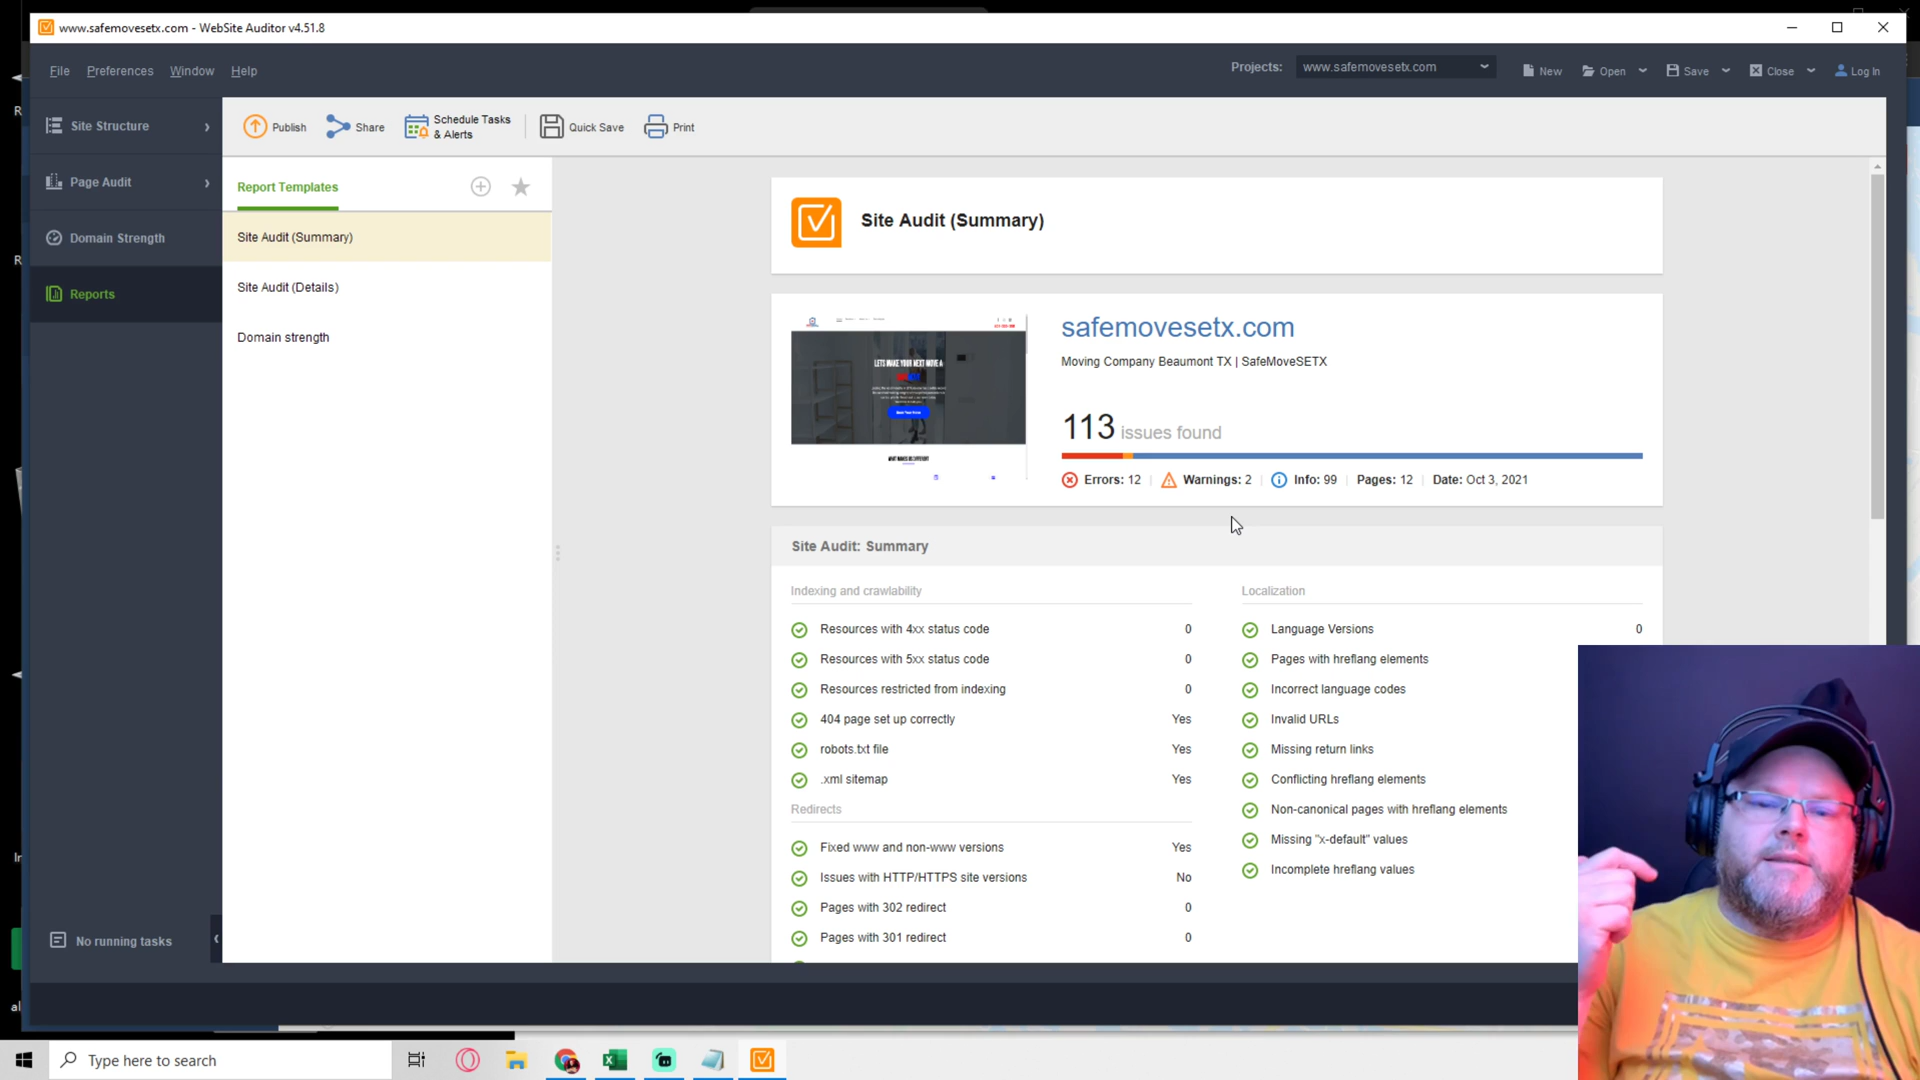 www.safemovesetx.com - WebSite Auditor v4.51.8
File Preferences Window Help
Projects: www.safemovesetx.com New Open Save Close Log In
Site Structure
Page Audit
Domain Strength
Reports
No running tasks
Publish Share Schedule Tasks & Alerts Quick Save Print
Report Templates
Site Audit (Summary)
Site Audit (Details)
Domain strength
Site Audit (Summary)
LETS MAKE YOUR NEXT MOVE A
safemovesetx.com
Moving Company Beaumont TX | SafeMoveSETX
113 issues found
Errors: 12 Warnings: 2 Info: 99 Pages: 12 Date: Oct 3, 2021
Site Audit: Summary
Indexing and crawlability
Resources with 4xx status code 0
Resources with 5xx status code 0
Resources restricted from indexing 0
404 page set up correctly Yes
robots.txt file Yes
.xml sitemap Yes
Redirects
Fixed www and non-www versions Yes
Issues with HTTP/HTTPS site versions No
Pages with 302 redirect 0
Pages with 301 redirect 0
Localization
Language Versions 0
Pages with hreflang elements
Incorrect language codes
Invalid URLs
Missing return links
Conflicting hreflang elements
Non-canonical pages with hreflang elements
Missing "x-default" values
Incomplete hreflang values
Type here to search